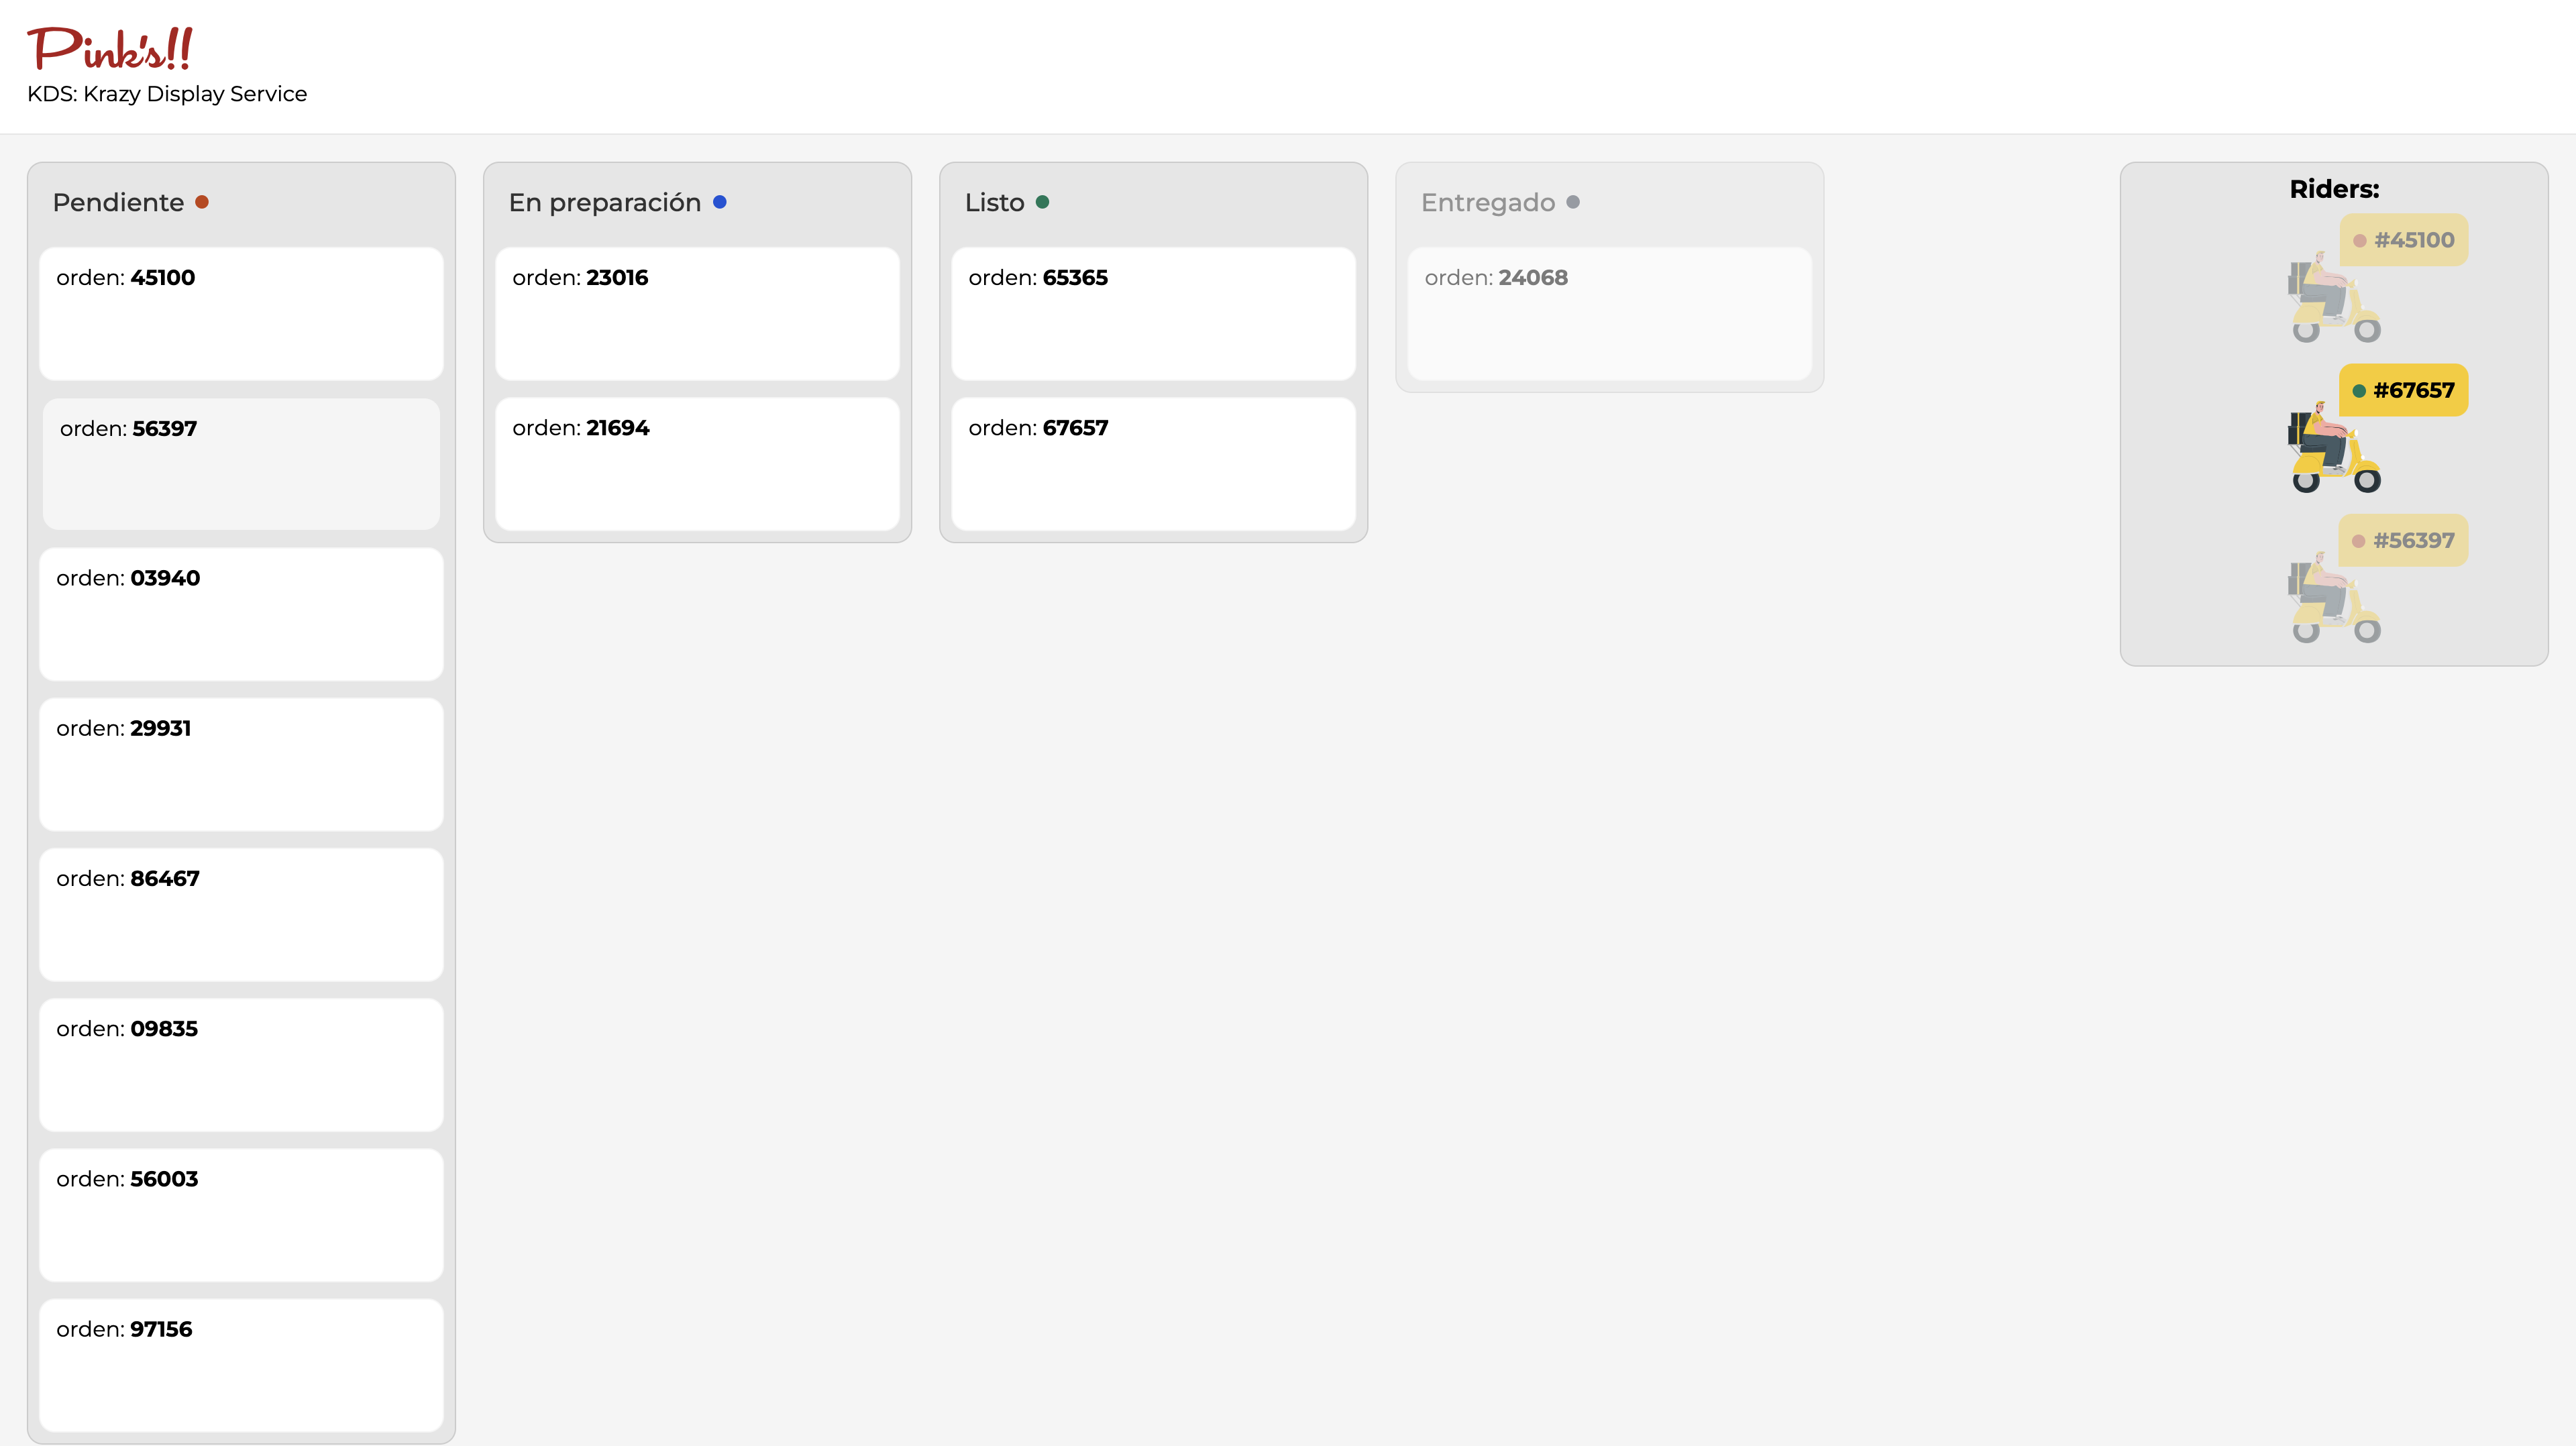 Pink's!!
KDS: Krazy Display Service
Pendiente
orden: 45100
orden: 56397
orden: 03940
orden: 29931
orden: 86467
orden: 09835
orden: 56003
orden: 97156
En preparación
orden: 23016
orden: 21694
Listo
orden: 65365
orden: 67657
Entregado
orden: 24068
Riders:
#45100
#67657
#56397